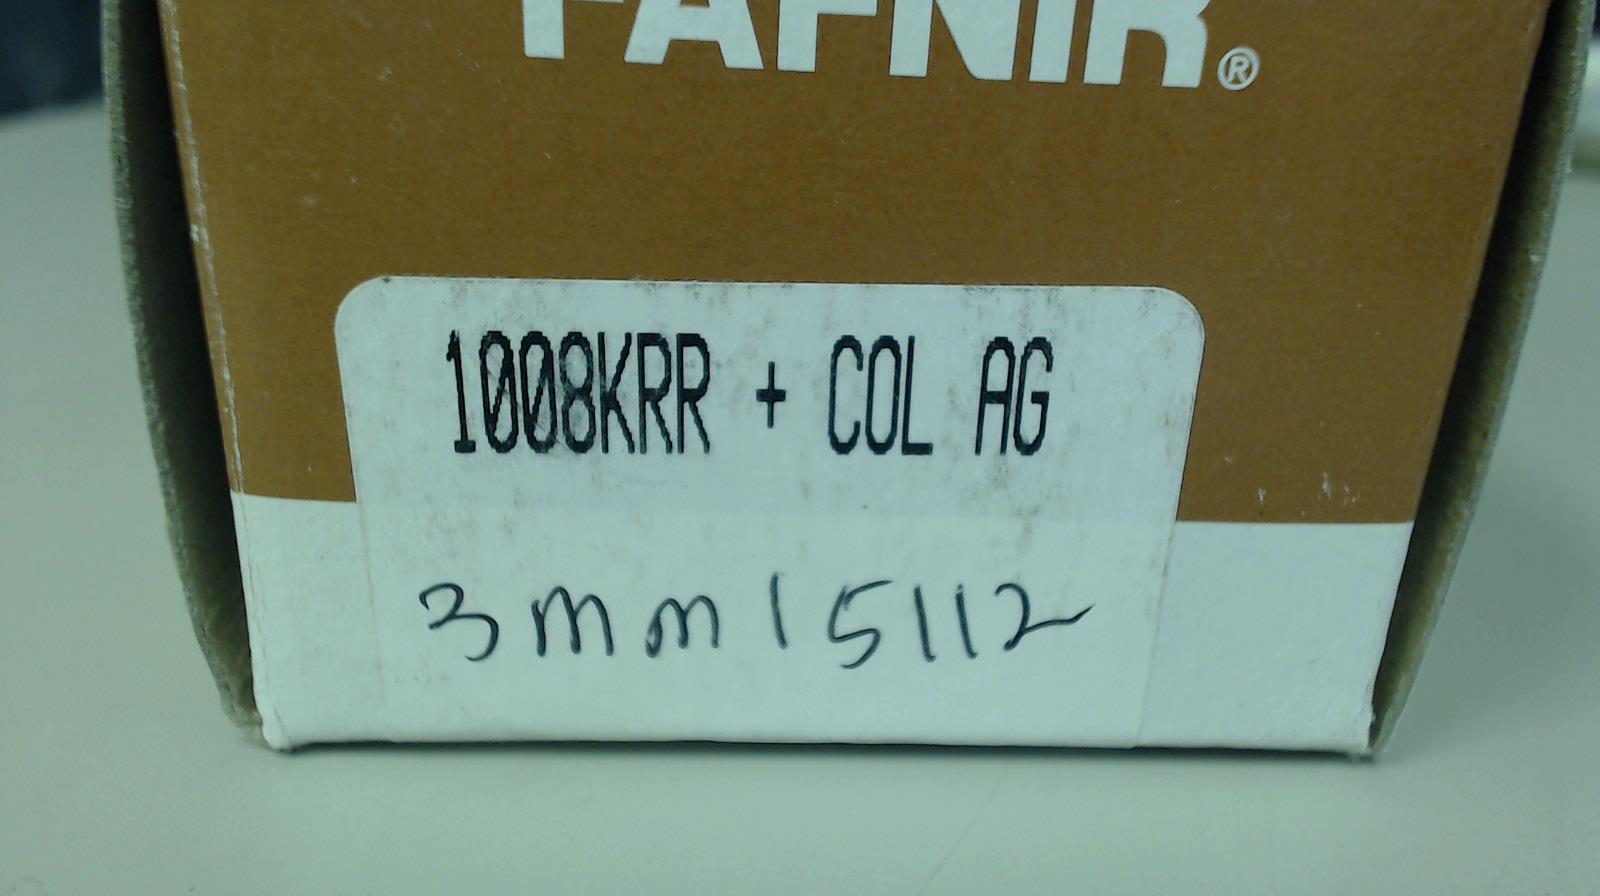 FAFNIR®
1008KRR + COL AG
3mm15112